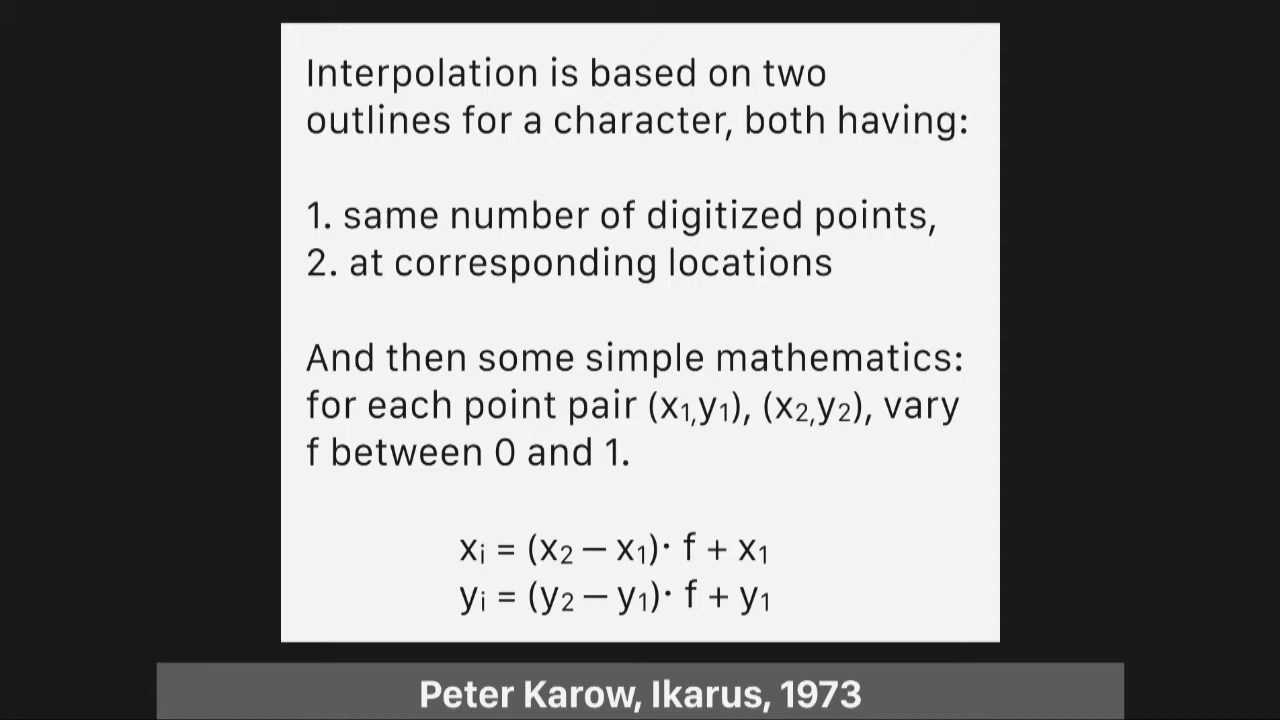 Interpolation is based on two
outlines for a character, both having:
1. same number of digitized points,
2. at corresponding locations
And then some simple mathematics:
for each point pair (x₁,y₁), (x₂,y₂), vary
f between 0 and 1.
xᵢ = (x₂ – x₁)· f + x₁
yᵢ = (y₂ – y₁)· f + y₁
Peter Karow, Ikarus, 1973